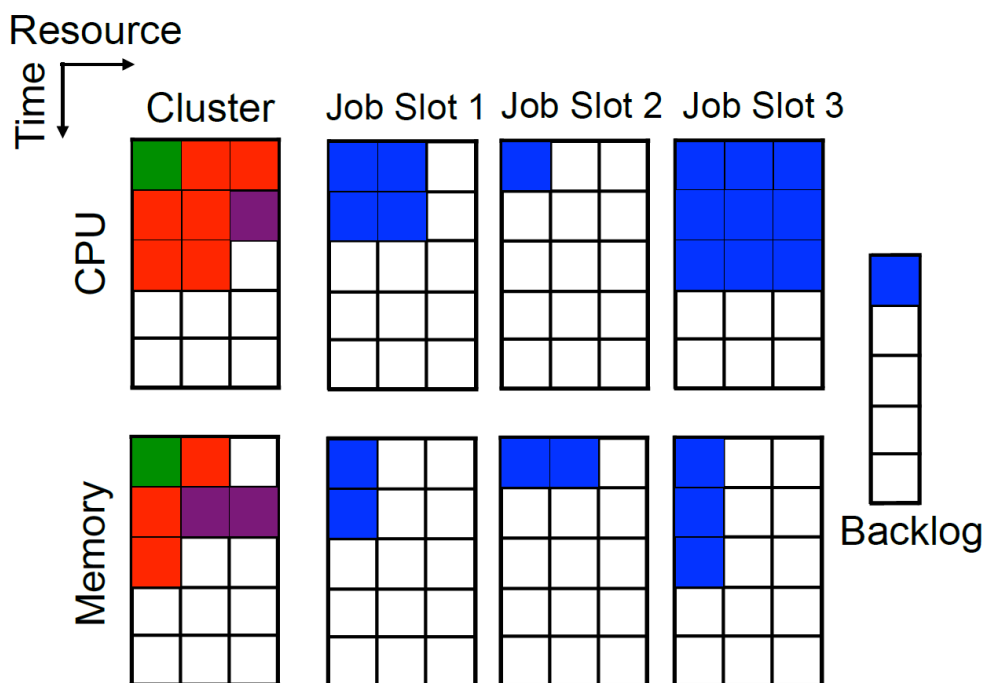 Resource
Time
Cluster
Job Slot 1
Job Slot 2
Job Slot 3
CPU
Memory
Backlog